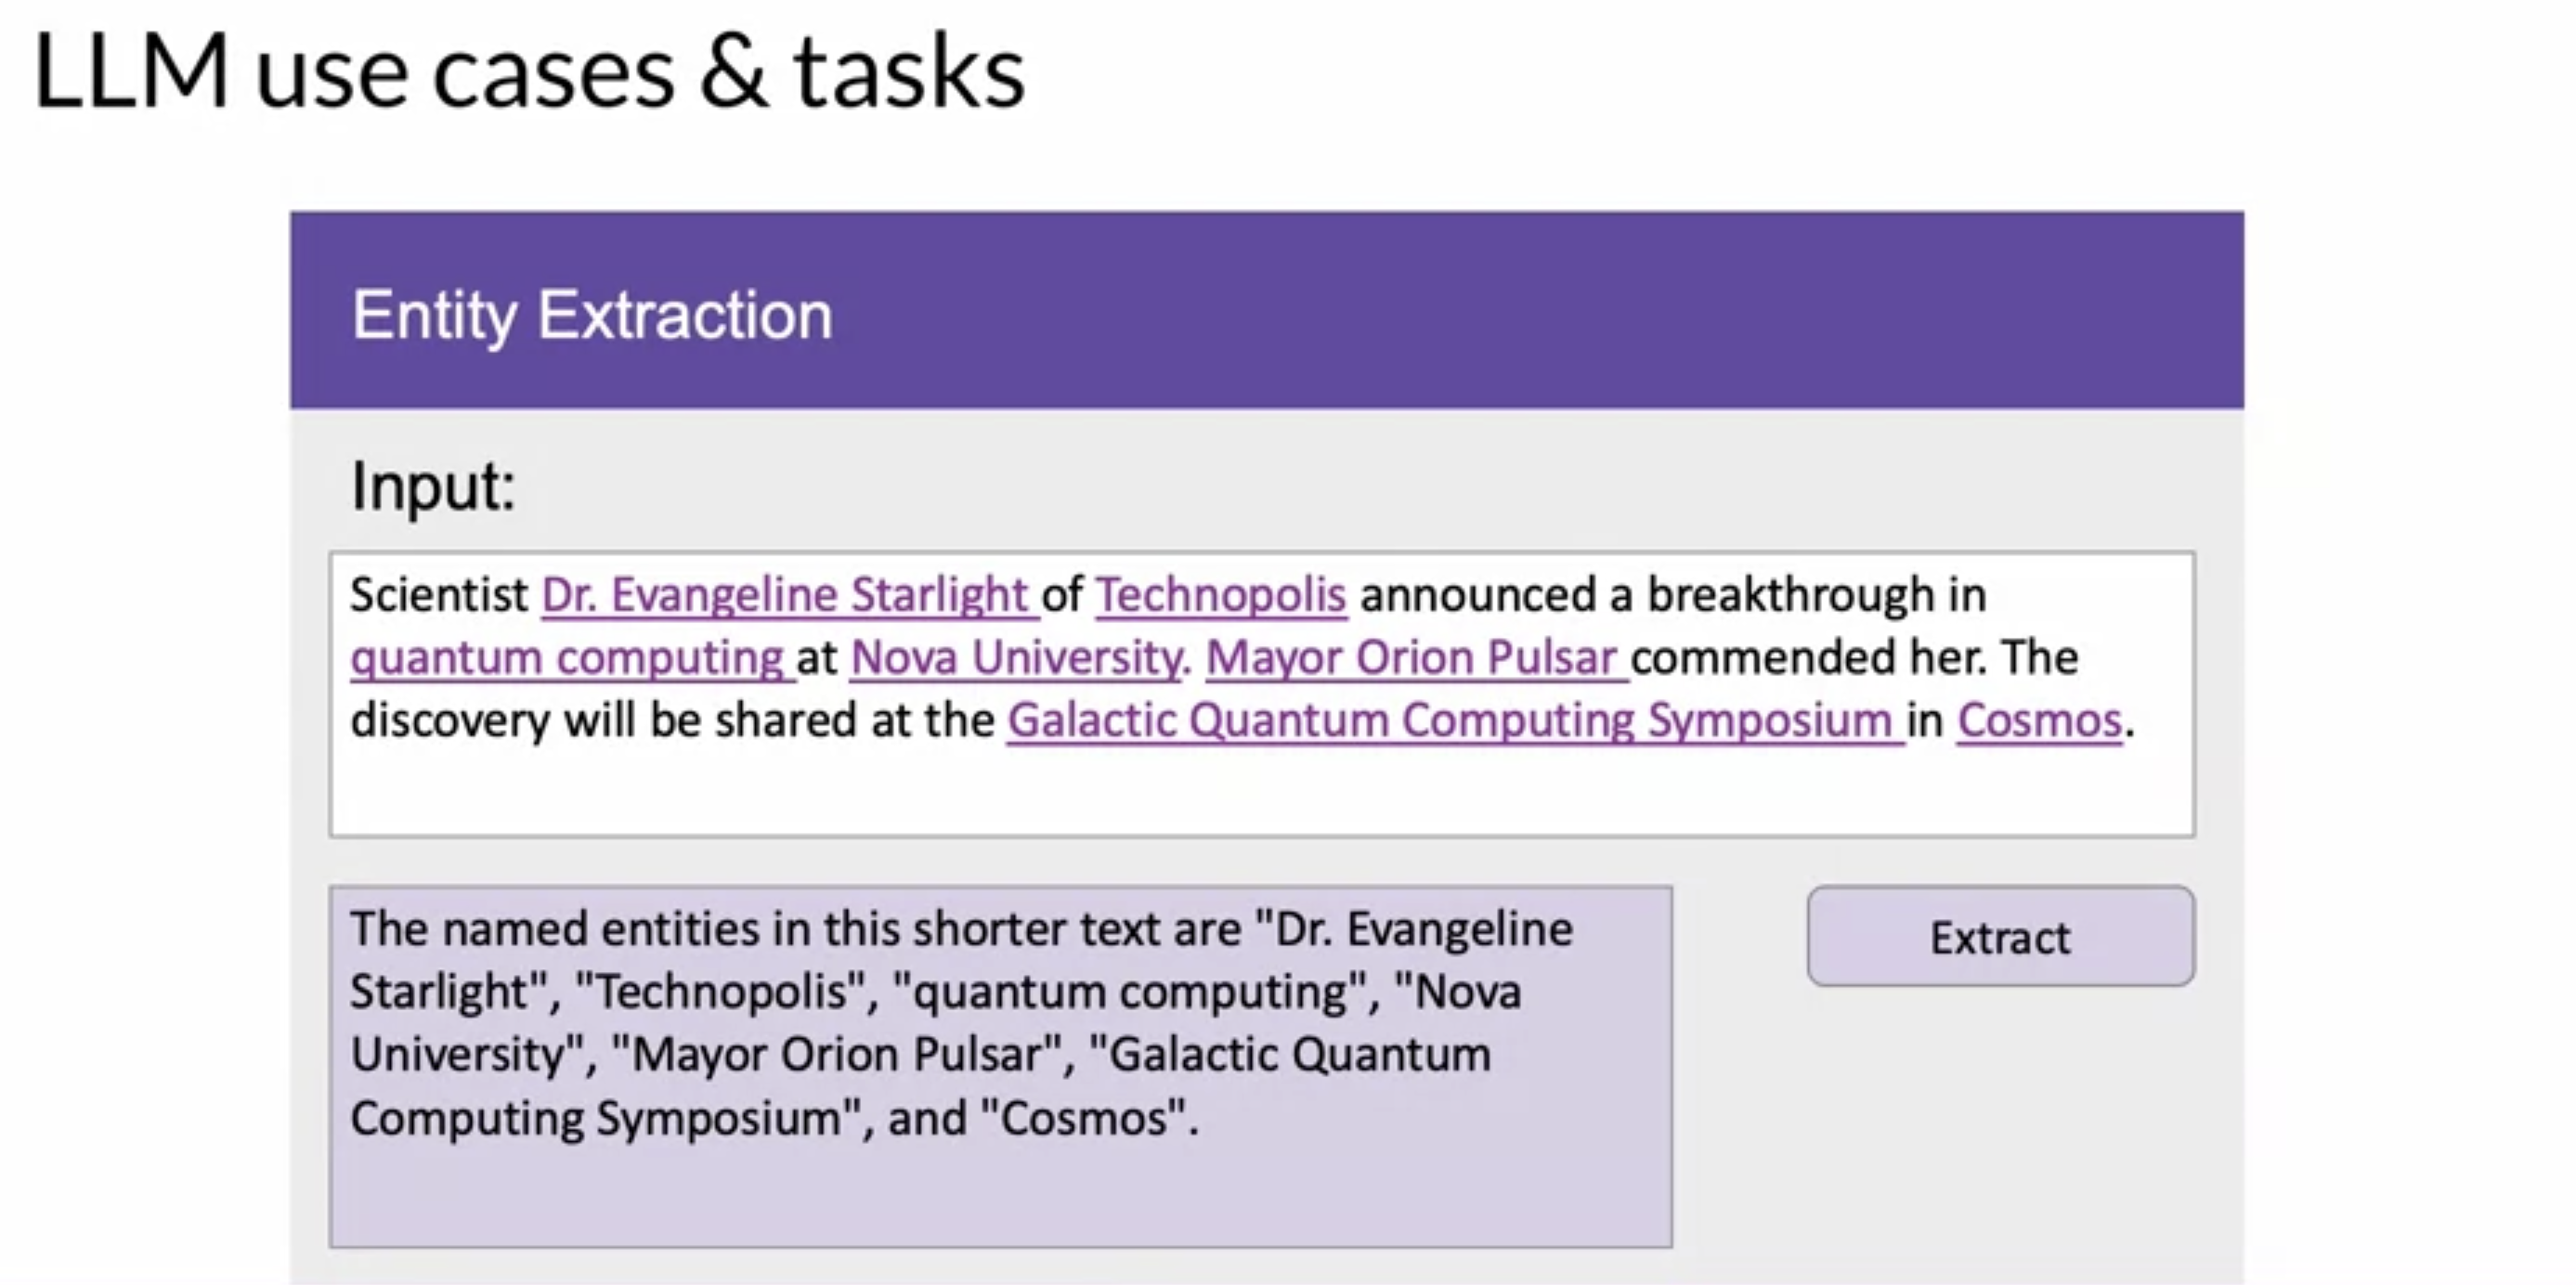 LLM use cases & tasks
Entity Extraction
Input:
Scientist Dr. Evangeline Starlight of Technopolis announced a breakthrough in
quantum computing at Nova University. Mayor Orion Pulsar commended her. The
discovery will be shared at the Galactic Quantum Computing Symposium in Cosmos.
The named entities in this shorter text are "Dr. Evangeline
Starlight", "Technopolis", "quantum computing", "Nova
University", "Mayor Orion Pulsar", "Galactic Quantum
Computing Symposium", and "Cosmos".
Extract